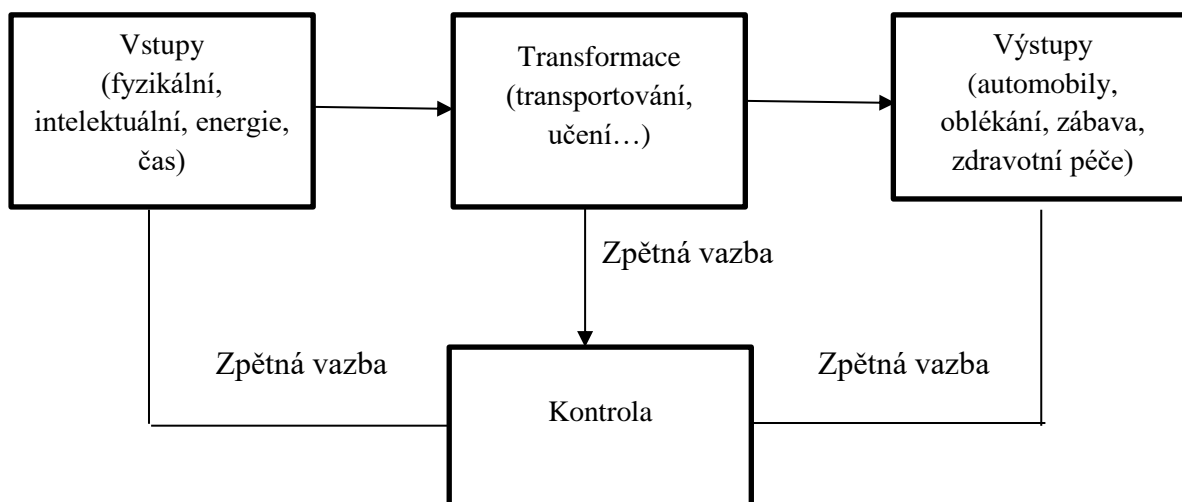 Vstupy
(fyzikální,
intelektuální, energie,
čas)
Transformace
(transportování,
učení…)
Výstupy
(automobily,
oblékání, zábava,
zdravotní péče)
Zpětná vazba
Zpětná vazba
Zpětná vazba
Kontrola